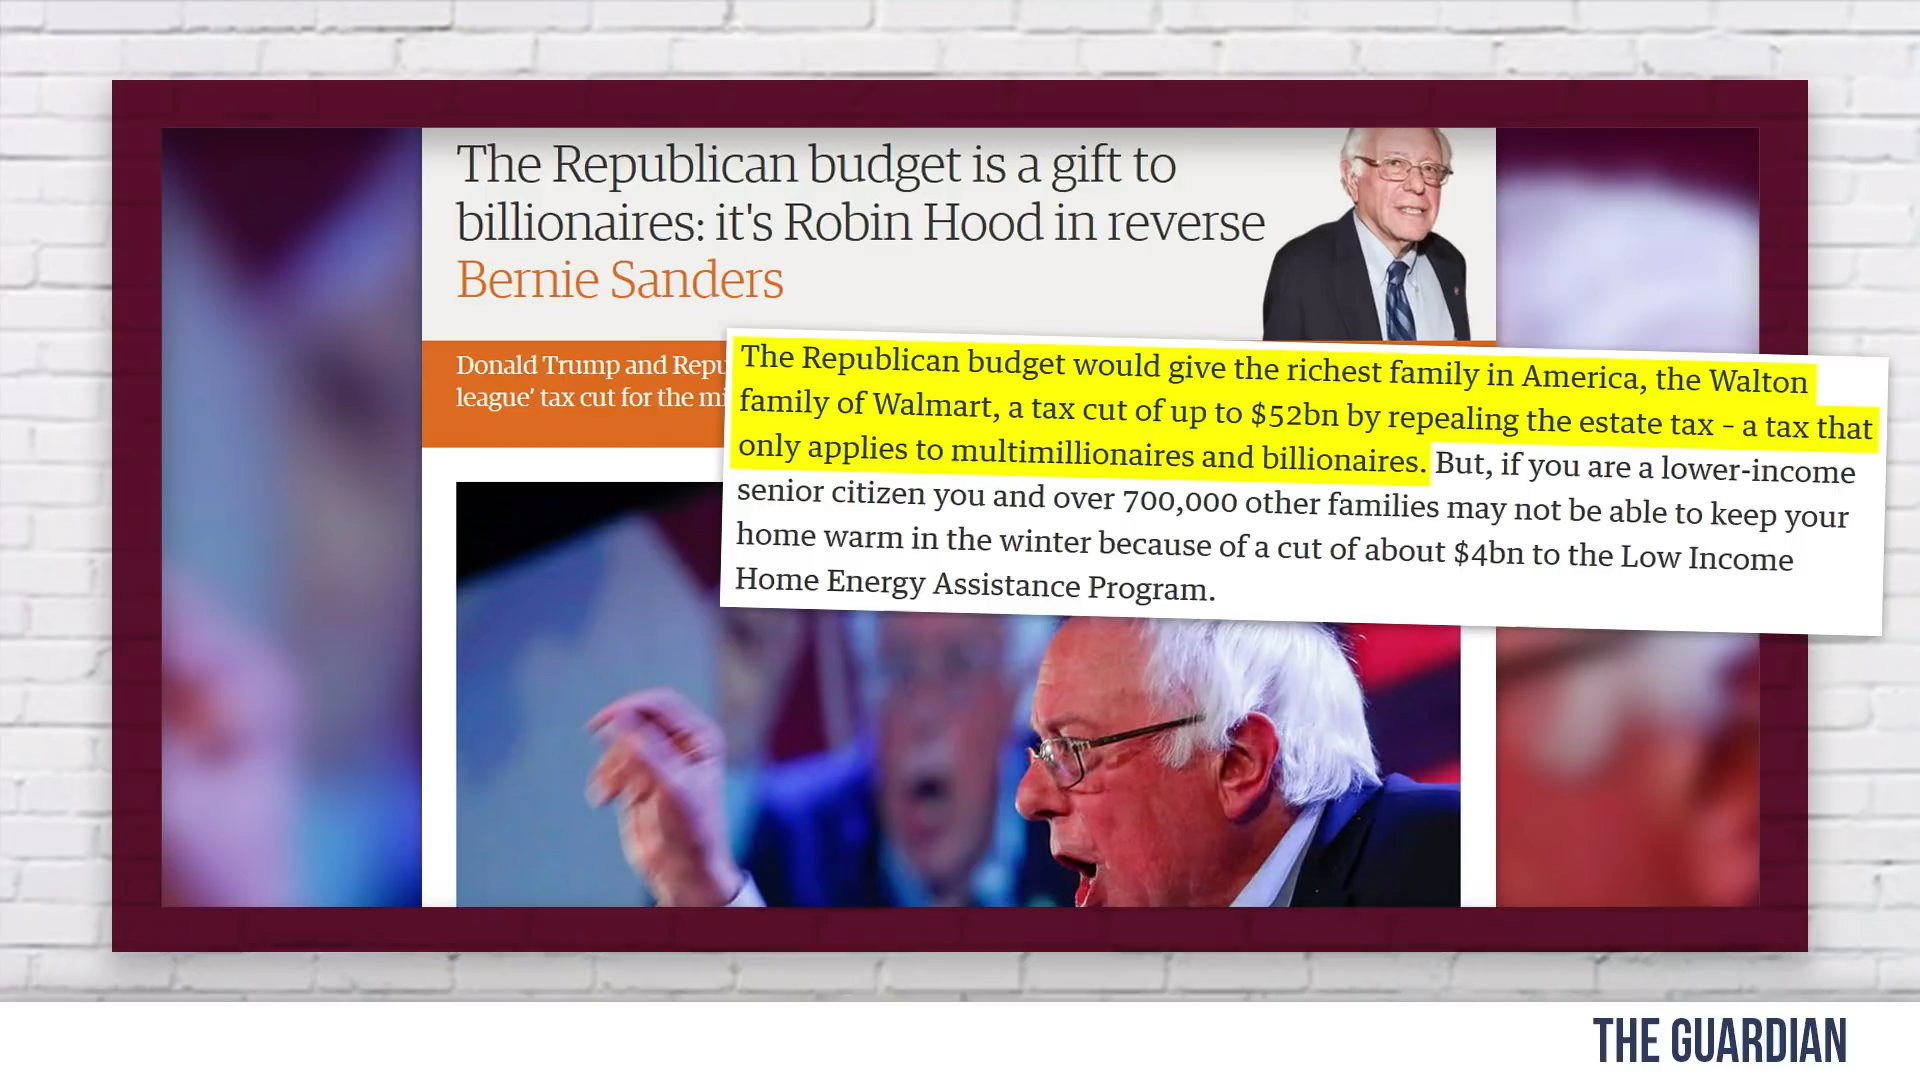 The Republican budget is a gift to
billionaires: it's Robin Hood in reverse
Bernie Sanders
Donald Trump and Repu
league' tax cut for the mi
The Republican budget would give the richest family in America, the Walton
family of Walmart, a tax cut of up to $52bn by repealing the estate tax – a tax that
only applies to multimillionaires and billionaires. But, if you are a lower-income
senior citizen you and over 700,000 other families may not be able to keep your
home warm in the winter because of a cut of about $4bn to the Low Income
Home Energy Assistance Program.
THE GUARDIAN